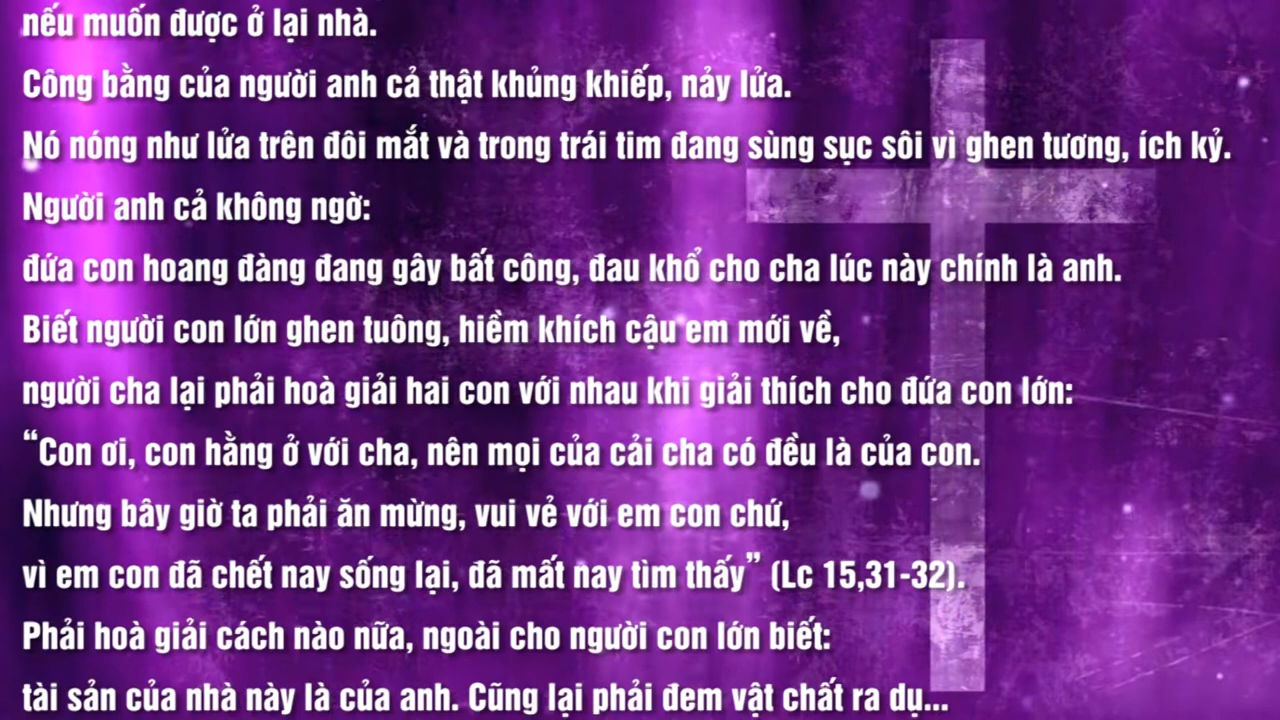 nếu muốn được ở lại nhà.
Công bằng của người anh cả thật khủng khiếp, nảy lửa.
Nó nóng như lửa trên đôi mắt và trong trái tim đang sùng sục sôi vì ghen tương, ích kỷ.
Người anh cả không ngờ:
đứa con hoang đàng đang gây bất công, đau khổ cho cha lúc này chính là anh.
Biết người con lớn ghen tuông, hiềm khích cậu em mới về,
người cha lại phải hoà giải hai con với nhau khi giải thích cho đứa con lớn:
“Con ơi, con hằng ở với cha, nên mọi của cải cha có đều là của con.
Nhưng bây giờ ta phải ăn mừng, vui vẻ với em con chứ,
vì em con đã chết nay sống lại, đã mất nay tìm thấy” (Lc 15,31-32).
Phải hoà giải cách nào nữa, ngoài cho người con lớn biết:
tài sản của nhà này là của anh. Cũng lại phải đem vật chất ra dụ...